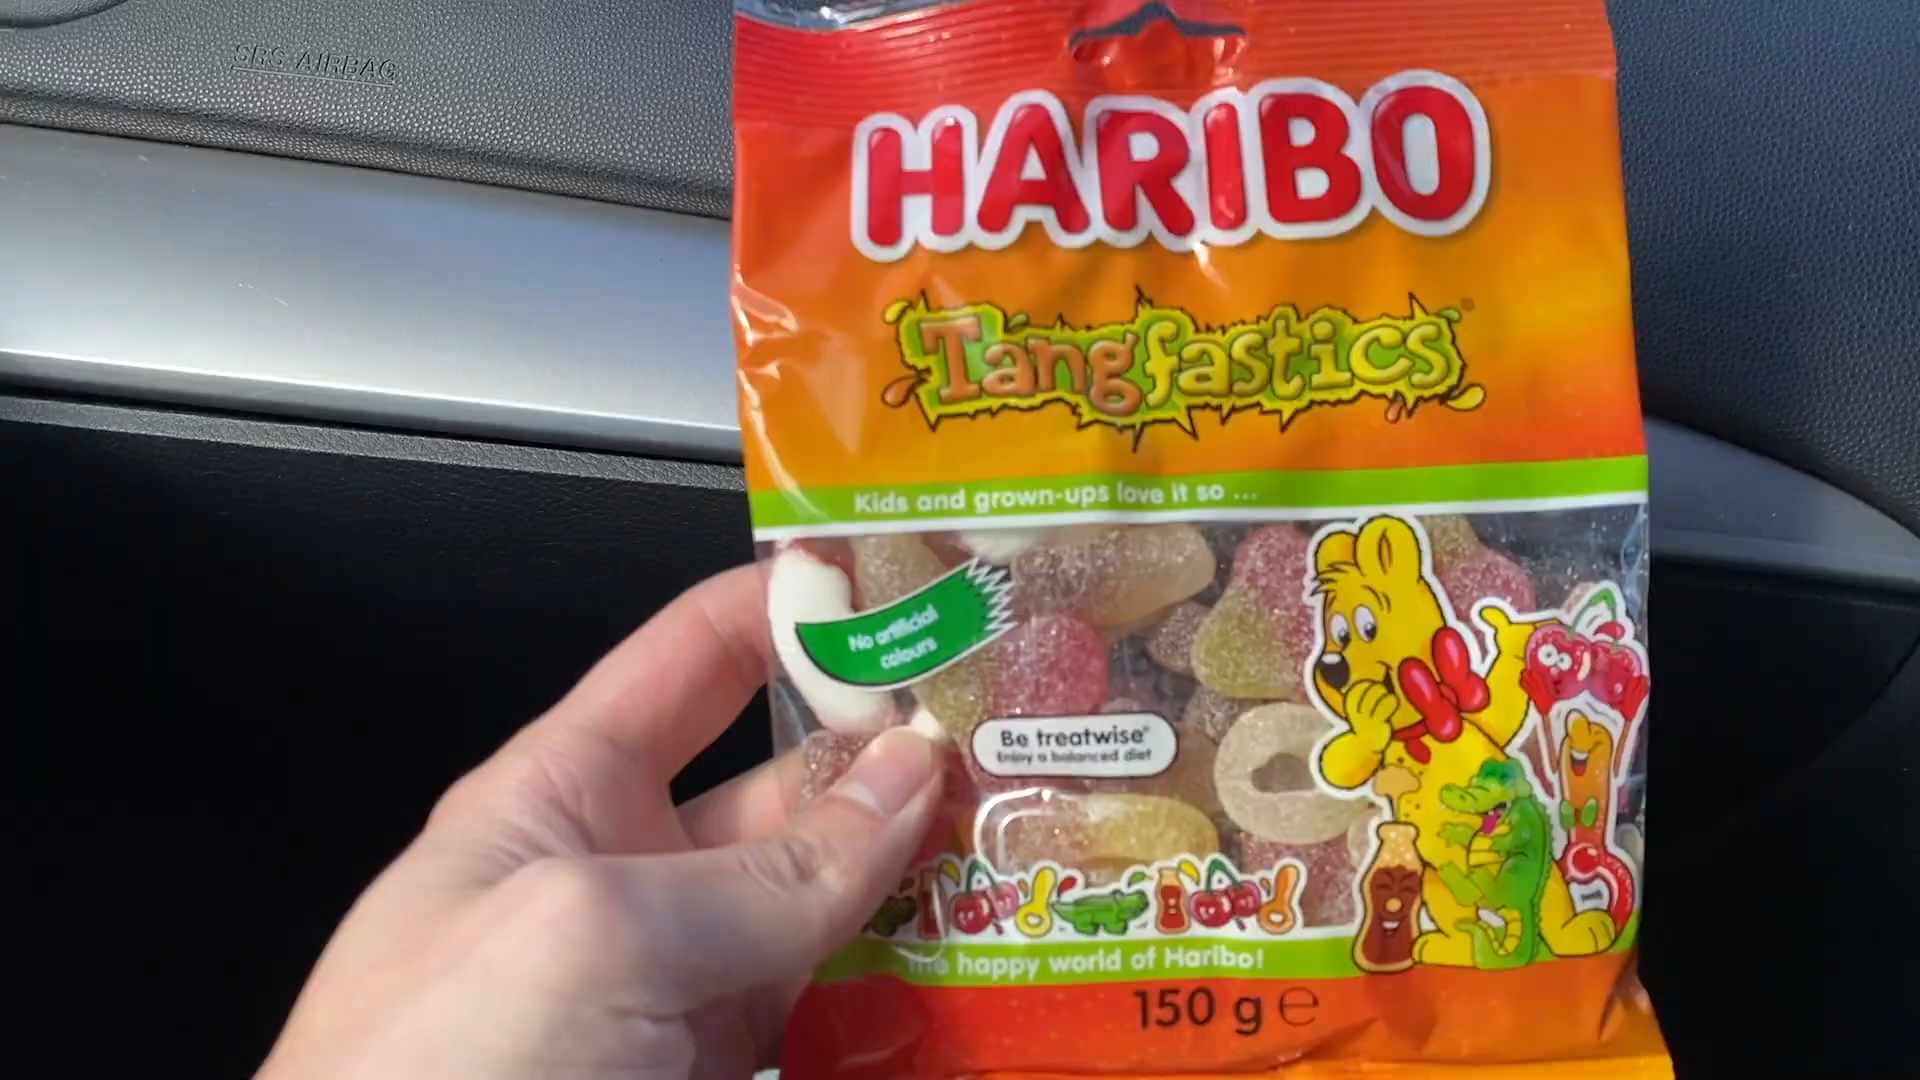 SRS AIRBAG
HARIBO
Tangfastics®
Kids and grown-ups love it so ...
No artificial
colours
Be treatwise®
Enjoy a balanced diet
the happy world of Haribo!
150 g ℮